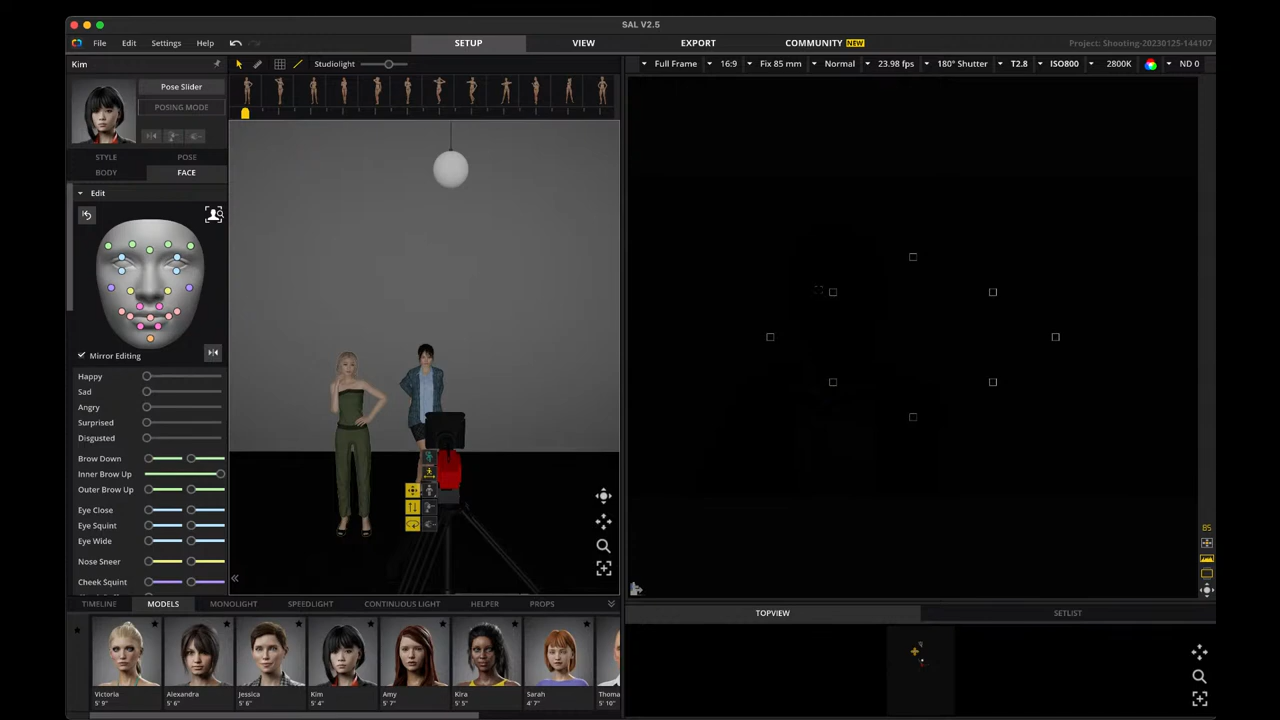 SAL V2.5
File Edit Settings Help
SETUP VIEW EXPORT COMMUNITY NEW
Project: Shooting-20230125-144107
Kim
Studiolight
Full Frame 16:9 Fix 85 mm Normal 23.98 fps 180° Shutter T2.8 ISO800 2800K ND 0
Pose Slider
POSING MODE
STYLE POSE
BODY FACE
Edit
Mirror Editing
Happy
Sad
Angry
Surprised
Disgusted
Brow Down
Inner Brow Up
Outer Brow Up
Eye Close
Eye Squint
Eye Wide
Nose Sneer
Cheek Squint
85
TIMELINE MODELS MONOLIGHT SPEEDLIGHT CONTINUOUS LIGHT HELPER PROPS
TOPVIEW SETLIST
Victoria Alexandra Jessica Kim Amy Kira Sarah Thoma
5' 9" 5' 6" 5' 6" 5' 4" 5' 7" 5' 5" 4' 7" 6' 0"